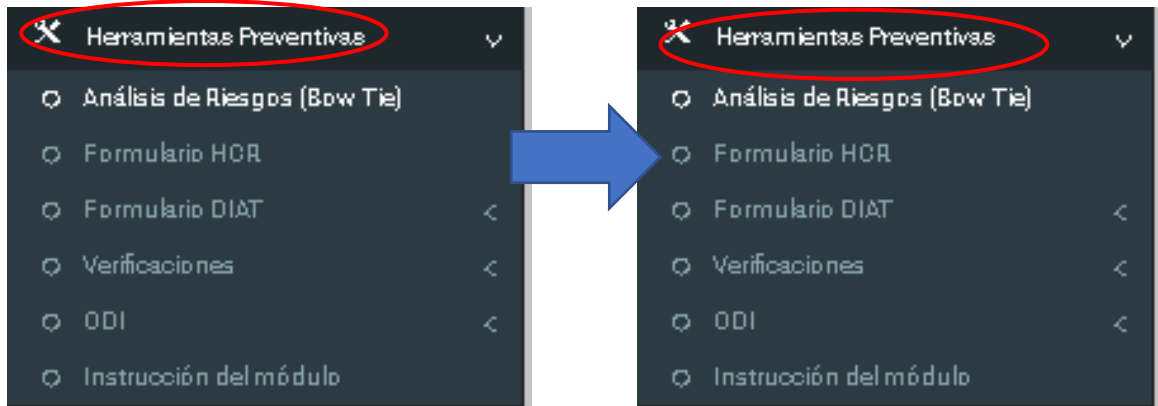 Herramientas Preventivas
Análisis de Riesgos (Bow Tie)
Formulario HCR
Formulario DIAT
Verificaciones
ODI
Instrucción del módulo
Herramientas Preventivas
Análisis de Riesgos (Bow Tie)
Formulario HCR
Formulario DIAT
Verificaciones
ODI
Instrucción del módulo